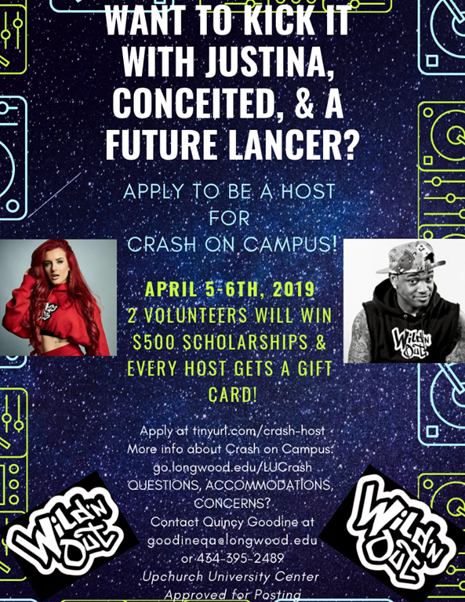 WANT TO KICK IT
WITH JUSTINA,
CONCEITED, & A
FUTURE LANCER?
APPLY TO BE A HOST
FOR
CRASH ON CAMPUS!
APRIL 5-6TH, 2019
2 VOLUNTEERS WILL WIN
$500 SCHOLARSHIPS &
EVERY HOST GETS A GIFT
CARD!
Wild'n
Out
Apply at tinyurl.com/crash-host
More info about Crash on Campus:
go.longwood.edu/LUCrash
QUESTIONS, ACCOMMODATIONS,
CONCERNS?
Contact Quincy Goodine at
goodineqa@longwood.edu
or 434-395-2489
Upchurch University Center
Approved for Posting
Wild'n
Out
Wild'n
Out